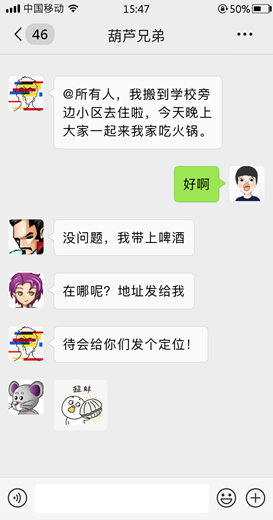 中国移动 15:47 50%
46 葫芦兄弟
@所有人，我搬到学校旁
边小区去住啦，今天晚上
大家一起来我家吃火锅。
好啊
没问题，我带上啤酒
在哪呢？地址发给我
待会给你们发个定位！